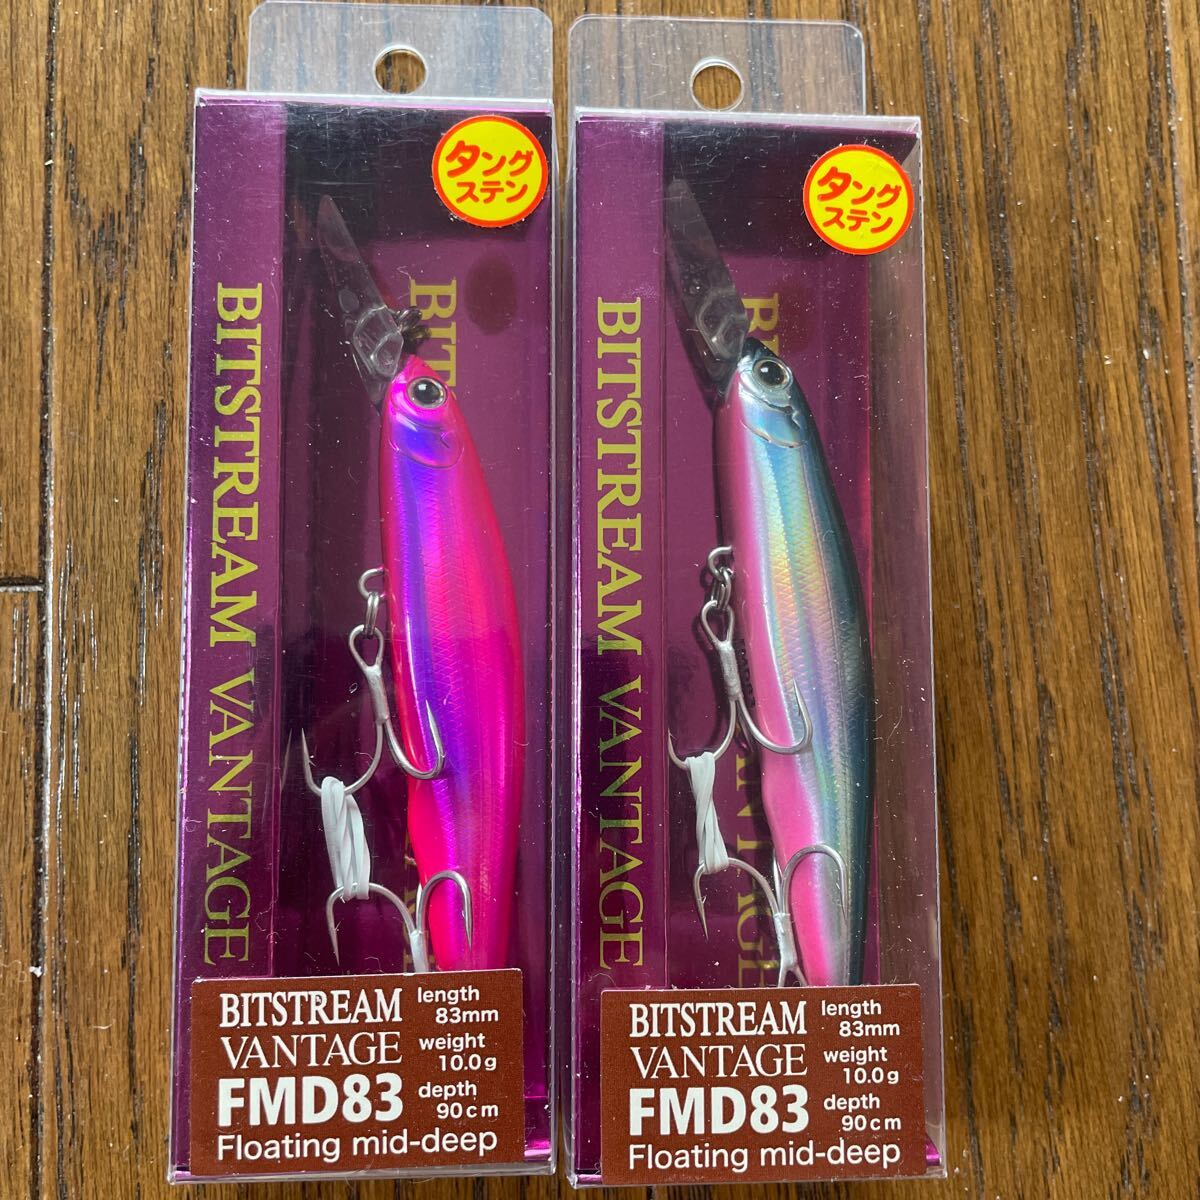 タング
ステン
BITSTREAM VANTAGE
BITSTREAM
VANTAGE
FMD83
Floating mid-deep
length
83mm
weight
10.0g
depth
90cm
タング
ステン
BITSTREAM VANTAGE
BITSTREAM
VANTAGE
FMD83
Floating mid-deep
length
83mm
weight
10.0g
depth
90cm